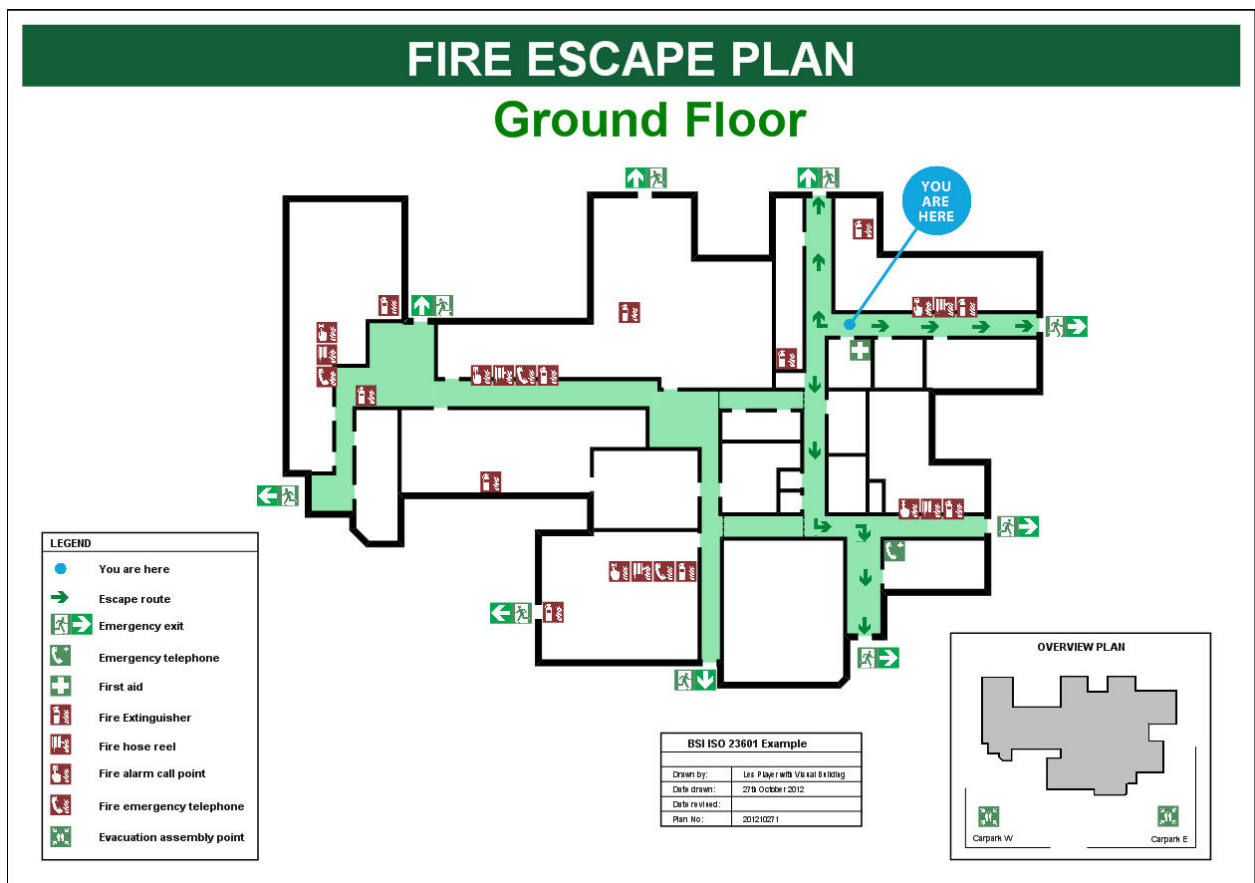 FIRE ESCAPE PLAN
Ground Floor
YOU
ARE
HERE
LEGEND
You are here
Escape route
Emergency exit
Emergency telephone
First aid
Fire Extinguisher
Fire hose reel
Fire alarm call point
Fire emergency telephone
Evacuation assembly point
BSI ISO 23601 Example
Drawn by: Les Player with Visual Building
Date drawn: 27th October 2012
Date revised:
Plan No: 201210271
OVERVIEW PLAN
Carpark W
Carpark E